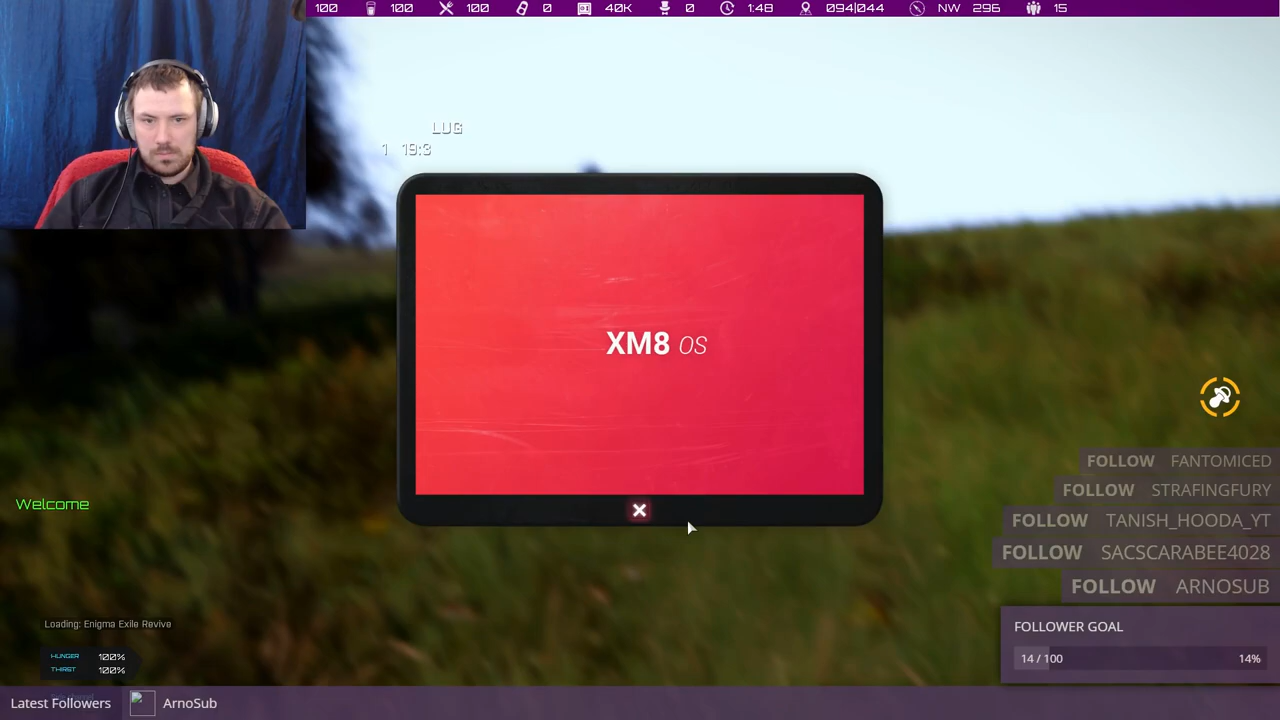 100 100 100 0 40K 0 1:48 094|044 NW 296 15
LUG
1 19:3
XM8 OS
FOLLOW FANTOMICED
FOLLOW STRAFINGFURY
Welcome
FOLLOW TANISH_HOODA_YT
FOLLOW SACSCARABEE4028
FOLLOW ARNOSUB
Loading: Enigma Exile Revive
FOLLOWER GOAL
HUNGER 100%
14 / 100 14%
THIRST 100%
Latest Followers ArnoSub